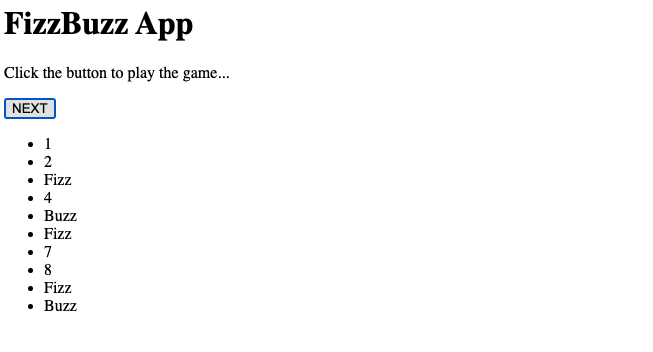 FizzBuzz App
Click the button to play the game...
NEXT
1
2
Fizz
4
Buzz
Fizz
7
8
Fizz
Buzz